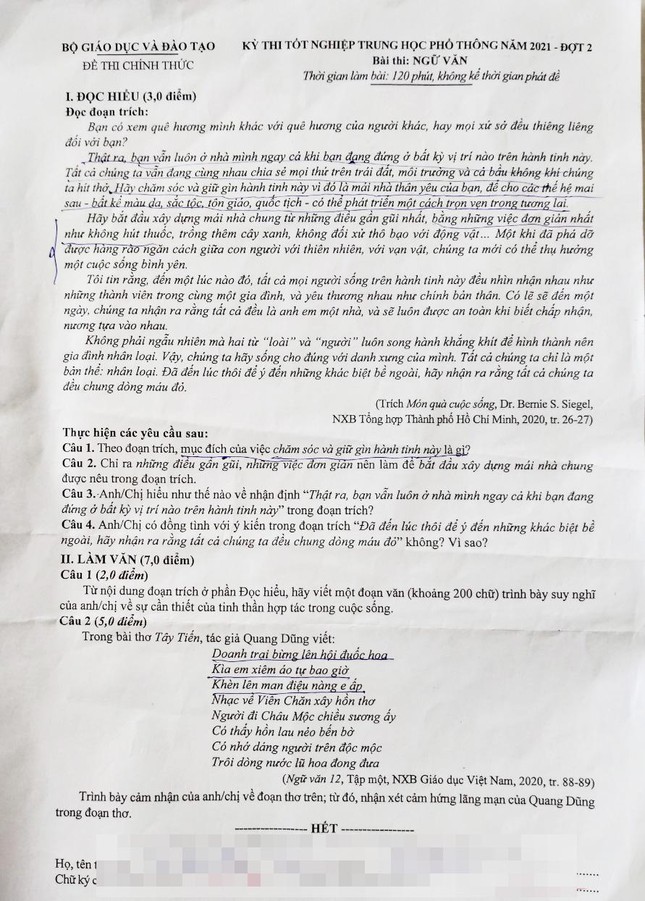 BỘ GIÁO DỤC VÀ ĐÀO TẠO
ĐỀ THI CHÍNH THỨC
KỲ THI TỐT NGHIỆP TRUNG HỌC PHỔ THÔNG NĂM 2021 - ĐỢT 2
Bài thi: NGỮ VĂN
Thời gian làm bài: 120 phút, không kể thời gian phát đề
I. ĐỌC HIỂU (3,0 điểm)
Đọc đoạn trích:
Bạn có xem quê hương mình khác với quê hương của người khác, hay mọi xứ sở đều thiêng liêng
đối với bạn?
Thật ra, bạn vẫn luôn ở nhà mình ngay cả khi bạn đang đứng ở bất kỳ vị trí nào trên hành tinh này.
Tất cả chúng ta vẫn đang cùng nhau chia sẻ mọi thứ trên trái đất, môi trường và cả bầu không khí chúng
ta hít thở. Hãy chăm sóc và giữ gìn hành tinh này vì đó là mái nhà thân yêu của bạn, để cho các thế hệ mai
sau - bất kể màu da, sắc tộc, tôn giáo, quốc tịch - có thể phát triển một cách trọn vẹn trong tương lai.
Hãy bắt đầu xây dựng mái nhà chung từ những điều gần gũi nhất, bằng những việc đơn giản nhất
như không hút thuốc, trồng thêm cây xanh, không đối xử thô bạo với động vật... Một khi đã phá dỡ
được hàng rào ngăn cách giữa con người với thiên nhiên, với vạn vật, chúng ta mới có thể thụ hưởng
một cuộc sống bình yên.
Tôi tin rằng, đến một lúc nào đó, tất cả mọi người sống trên hành tinh này đều nhìn nhận nhau như
những thành viên trong cùng một gia đình, và yêu thương nhau như chính bản thân. Có lẽ sẽ đến một
ngày, chúng ta nhận ra rằng tất cả đều là anh em một nhà, và sẽ luôn được an toàn khi biết chấp nhận,
nương tựa vào nhau.
Không phải ngẫu nhiên mà hai từ "loài" và "người" luôn song hành khẳng khít để hình thành nên
gia đình nhân loại. Vậy, chúng ta hãy sống cho đúng với danh xưng của mình. Tất cả chúng ta chỉ là một
bản thể: nhân loại. Đã đến lúc thôi để ý đến những khác biệt bề ngoài, hãy nhận ra rằng tất cả chúng ta
đều chung dòng máu đỏ.
(Trích Món quà cuộc sống, Dr. Bernie S. Siegel,
NXB Tổng hợp Thành phố Hồ Chí Minh, 2020, tr. 26-27)
Thực hiện các yêu cầu sau:
Câu 1. Theo đoạn trích, mục đích của việc chăm sóc và giữ gìn hành tinh này là gì?
Câu 2. Chỉ ra những điều gần gũi, những việc đơn giản nên làm để bắt đầu xây dựng mái nhà chung
được nêu trong đoạn trích.
Câu 3. Anh/Chị hiểu như thế nào về nhận định "Thật ra, bạn vẫn luôn ở nhà mình ngay cả khi bạn đang
đứng ở bất kỳ vị trí nào trên hành tinh này" trong đoạn trích?
Câu 4. Anh/Chị có đồng tình với ý kiến trong đoạn trích "Đã đến lúc thôi để ý đến những khác biệt bề
ngoài, hãy nhận ra rằng tất cả chúng ta đều chung dòng máu đỏ" không? Vì sao?
II. LÀM VĂN (7,0 điểm)
Câu 1 (2,0 điểm)
Từ nội dung đoạn trích ở phần Đọc hiểu, hãy viết một đoạn văn (khoảng 200 chữ) trình bày suy nghĩ
của anh/chị về sự cần thiết của tinh thần hợp tác trong cuộc sống.
Câu 2 (5,0 điểm)
Trong bài thơ Tây Tiến, tác giả Quang Dũng viết:
Doanh trại bừng lên hội đuốc hoa
Kìa em xiêm áo tự bao giờ
Khèn lên man điệu nàng e ấp
Nhạc về Viên Chăn xây hồn thơ
Người đi Châu Mộc chiều sương ấy
Có thấy hồn lau nẻo bến bờ
Có nhớ dáng người trên độc mộc
Trôi dòng nước lũ hoa đong đưa
(Ngữ văn 12, Tập một, NXB Giáo dục Việt Nam, 2020, tr. 88-89)
Trình bày cảm nhận của anh/chị về đoạn thơ trên; từ đó, nhận xét cảm hứng lãng mạn của Quang Dũng
trong đoạn thơ.
---------------- HẾT ----------------
Họ, tên
Chữ ký